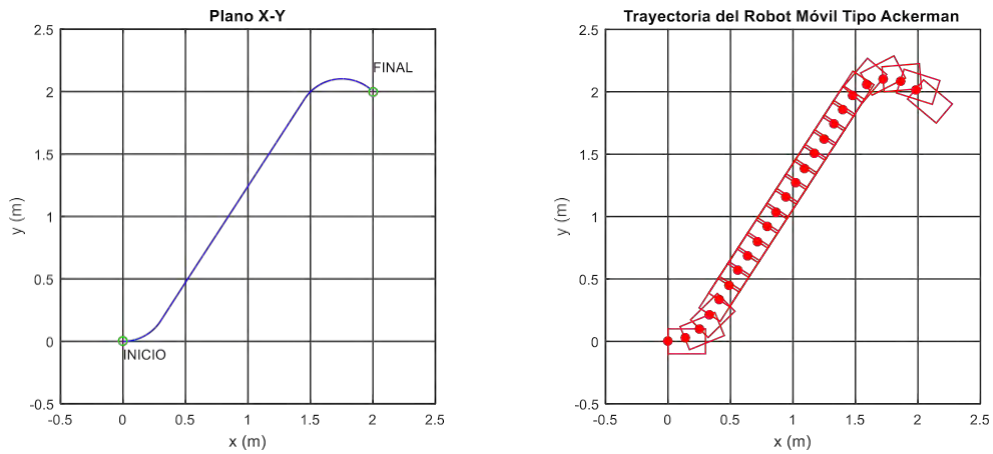 Plano X-Y
2.5
2
1.5
1
0.5
0
-0.5
y (m)
FINAL
INICIO
-0.5 0 0.5 1 1.5 2 2.5
x (m)
Trayectoria del Robot Móvil Tipo Ackerman
2.5
2
1.5
1
0.5
0
-0.5
y (m)
-0.5 0 0.5 1 1.5 2 2.5
x (m)